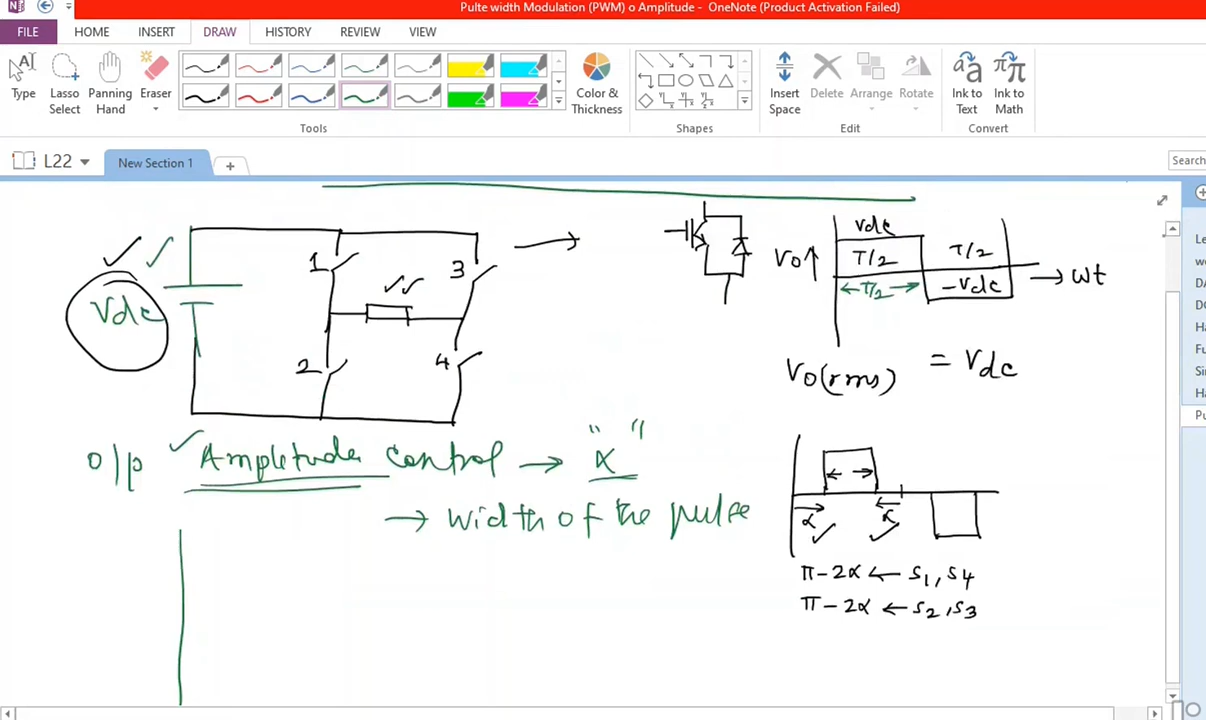 Pulte width Modulation (PWM) o Amplitude - OneNote (Product Activation Failed)
FILE HOME INSERT DRAW HISTORY REVIEW VIEW
Type
Lasso Select
Panning Hand
Eraser
Color & Thickness
Insert Space
Delete
Arrange
Rotate
Ink to Text
Ink to Math
Tools
Shapes
Edit
Convert
L22
New Section 1
Search
Vdc
1
2
3
4
Vo↑
Vdc
T/2
T/2
T/2
-Vdc
→ wt
Vo(rms) = Vdc
o/p Amplitude control → "α"
→ width of the pulse
α
α
π-2α ← S1, S4
π-2α ← S2, S3